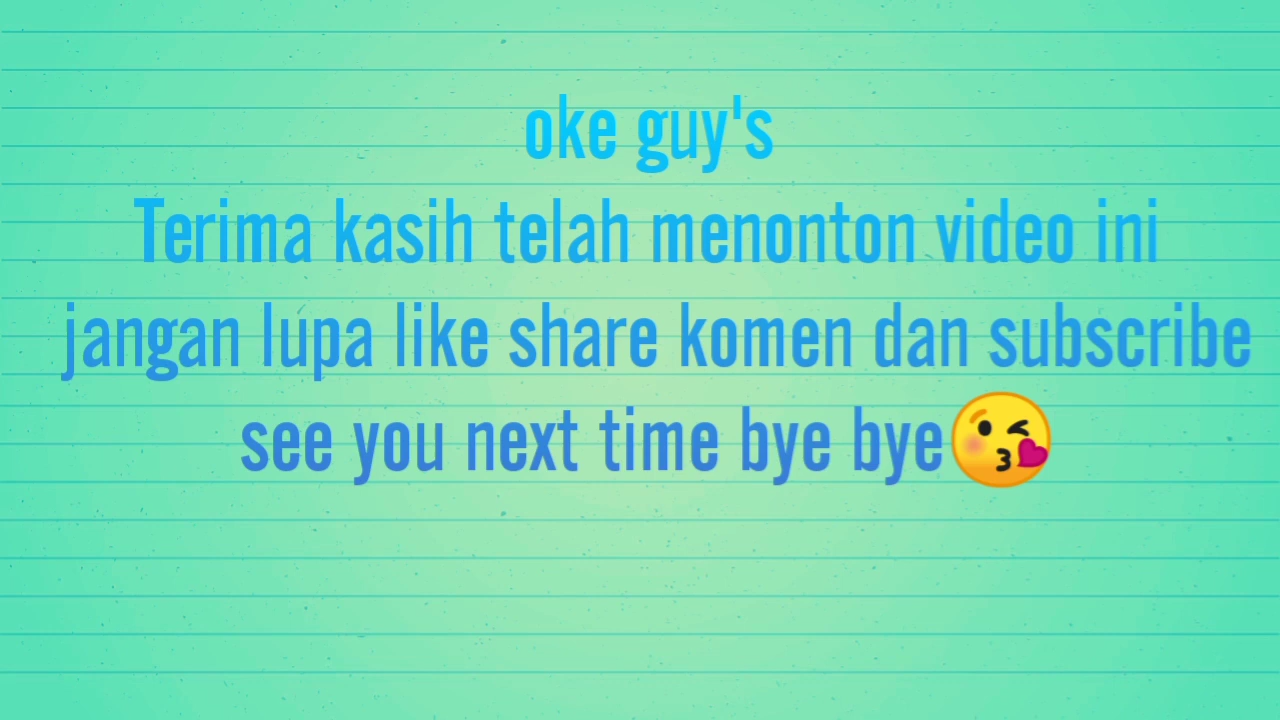 oke guy's
Terima kasih telah menonton video ini
jangan lupa like share komen dan subscribe
see you next time bye bye😘